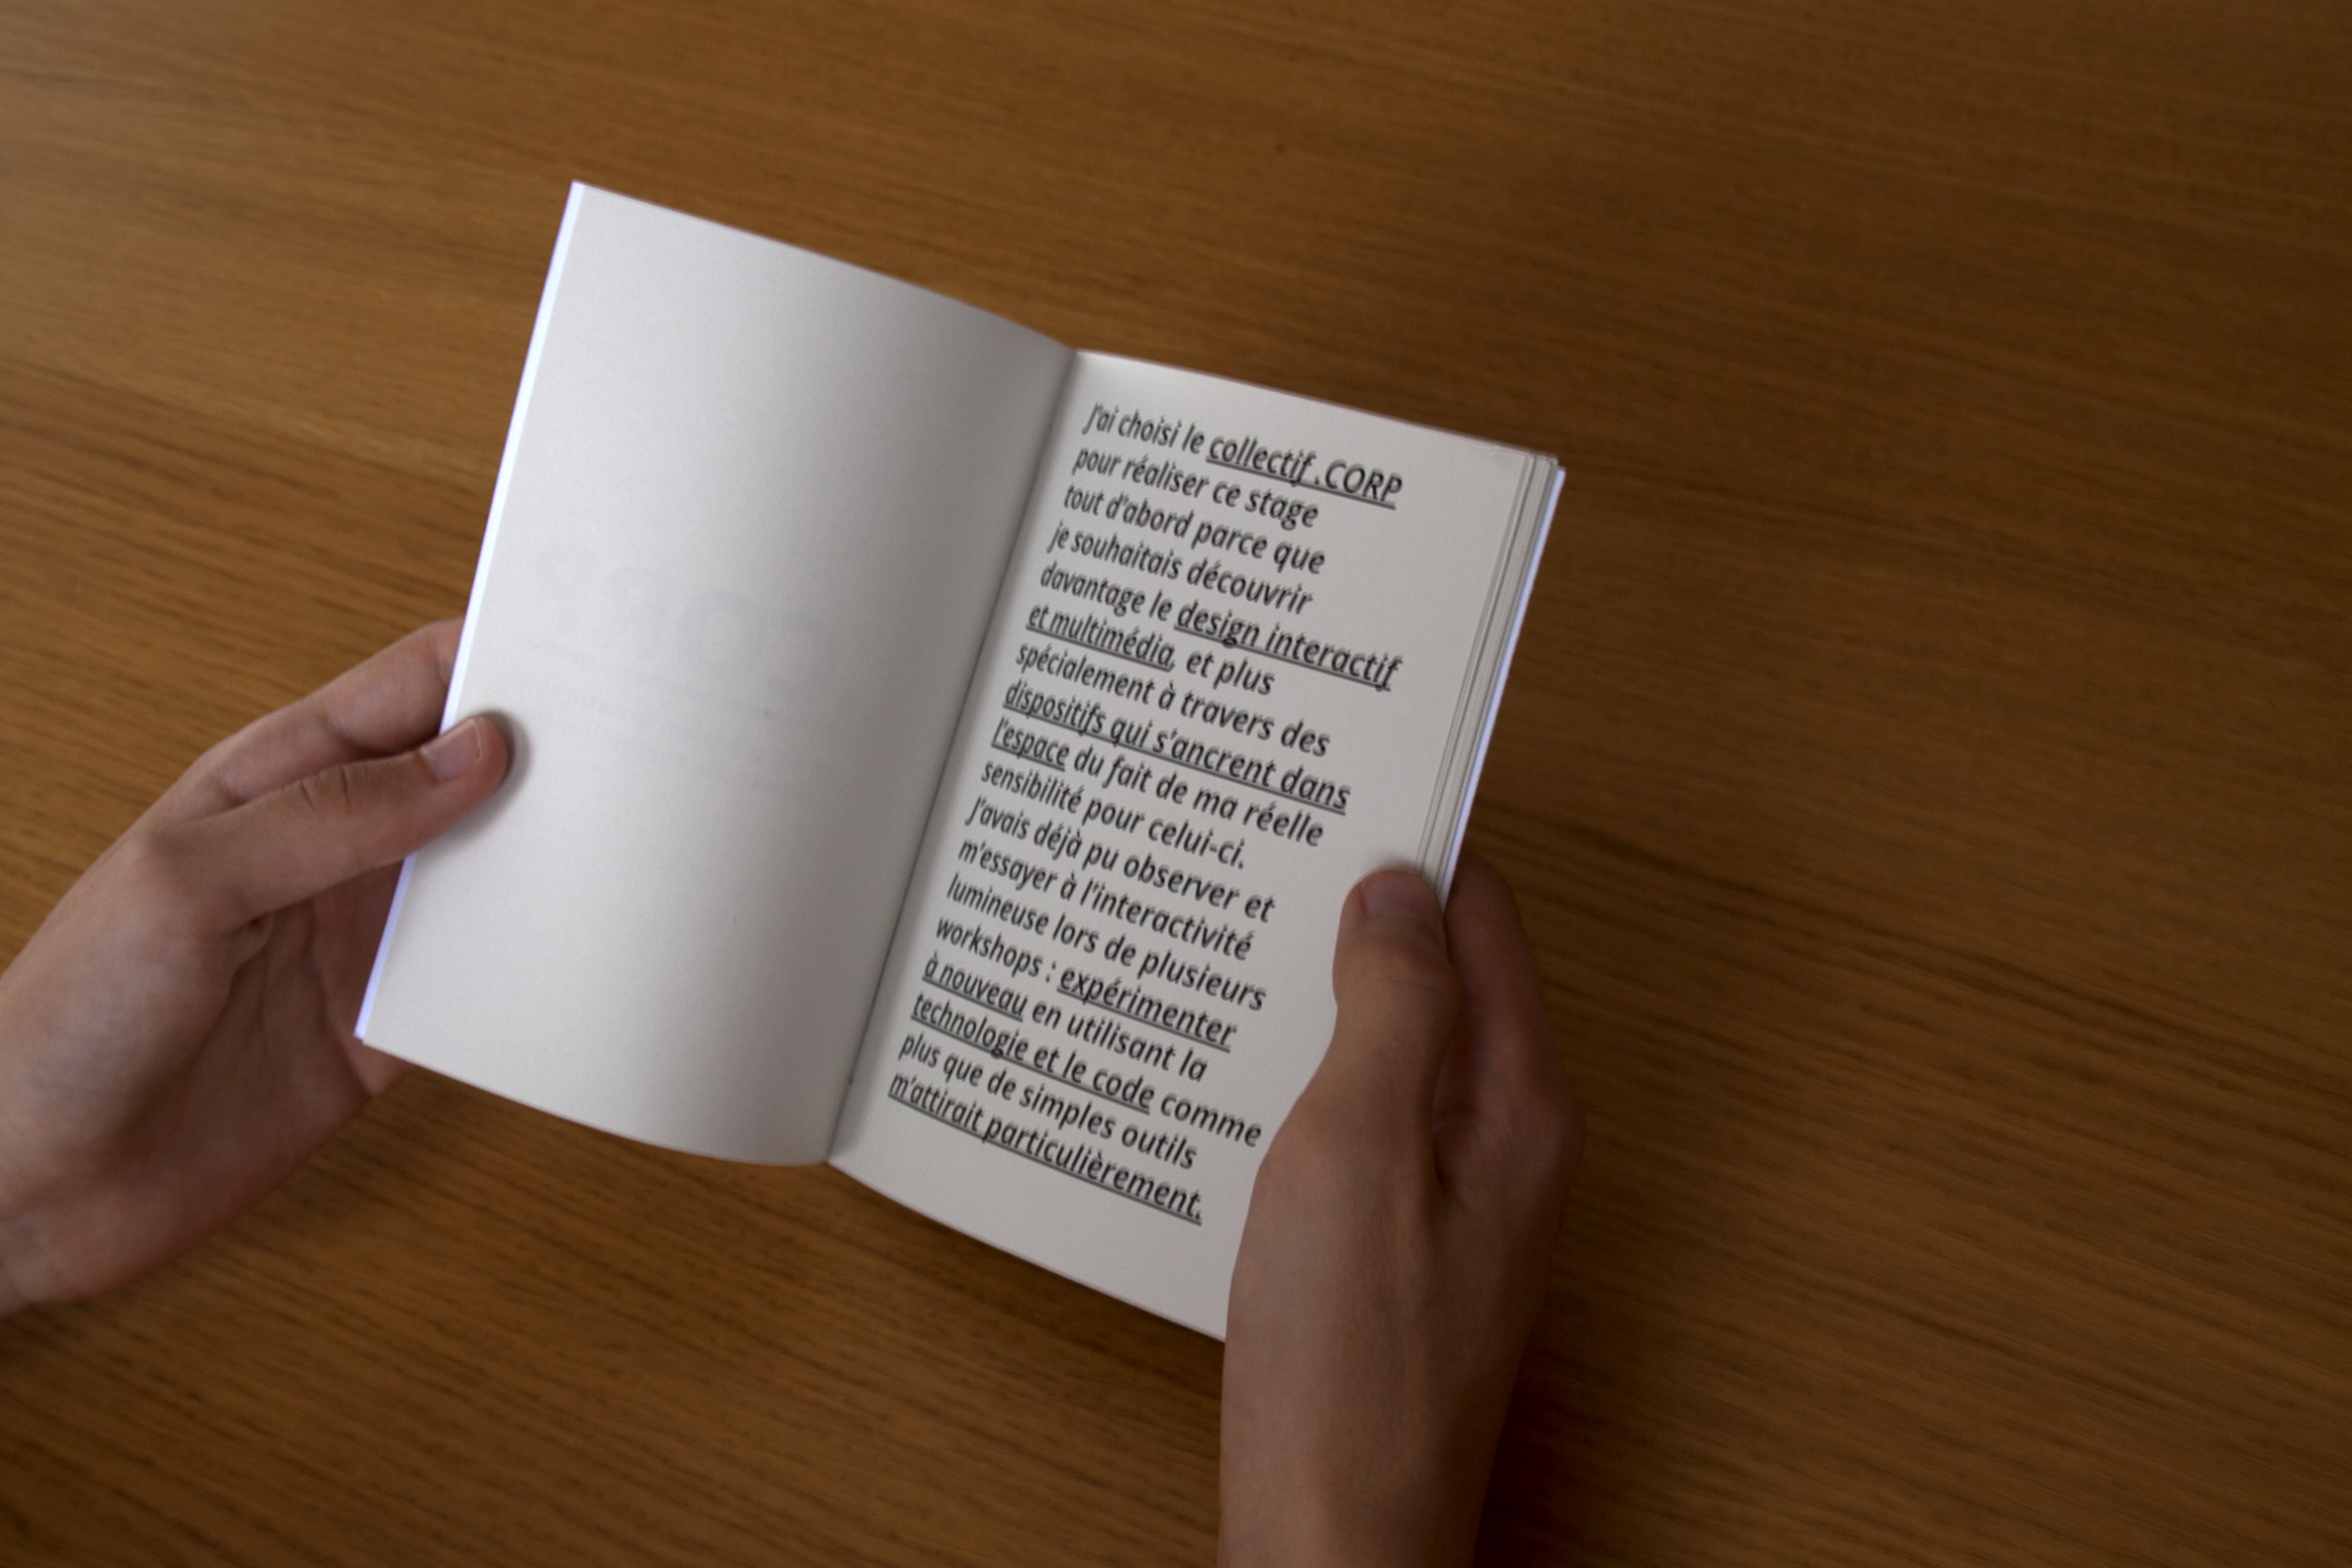 J'ai choisi le collectif .CORP
pour réaliser ce stage
tout d'abord parce que
je souhaitais découvrir
davantage le design interactif
et multimédia, et plus
spécialement à travers des
dispositifs qui s'ancrent dans
l'espace du fait de ma réelle
sensibilité pour celui-ci.
J'avais déjà pu observer et
m'essayer à l'interactivité
lumineuse lors de plusieurs
workshops : expérimenter
à nouveau en utilisant la
technologie et le code comme
plus que de simples outils
m'attirait particulièrement.